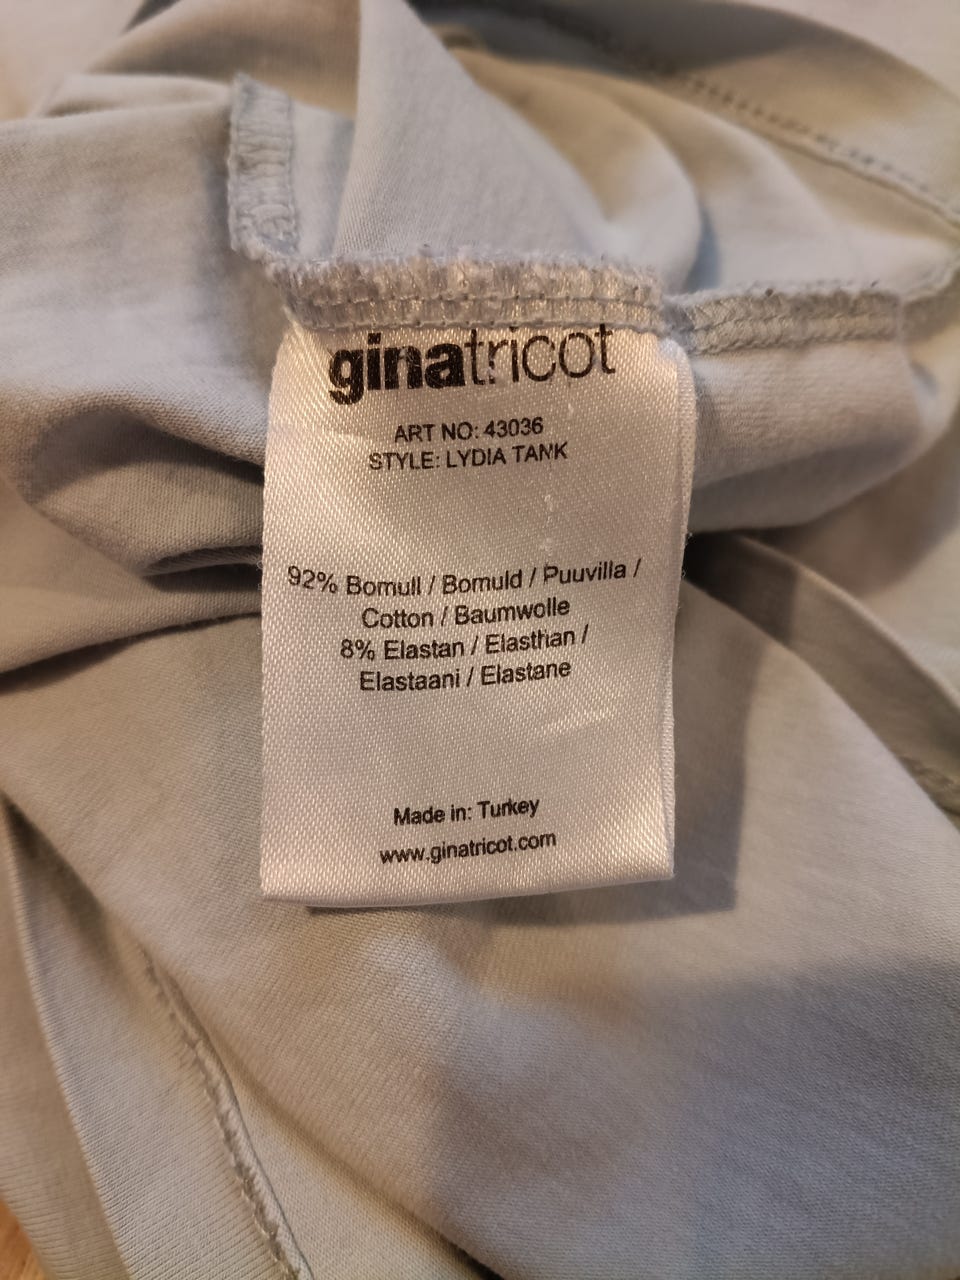 ginatricot
ART NO: 43036
STYLE: LYDIA TANK
92% Bomull / Bomuld / Puuvilla /
Cotton / Baumwolle
8% Elastan / Elasthan /
Elastaani / Elastane
Made in: Turkey
www.ginatricot.com